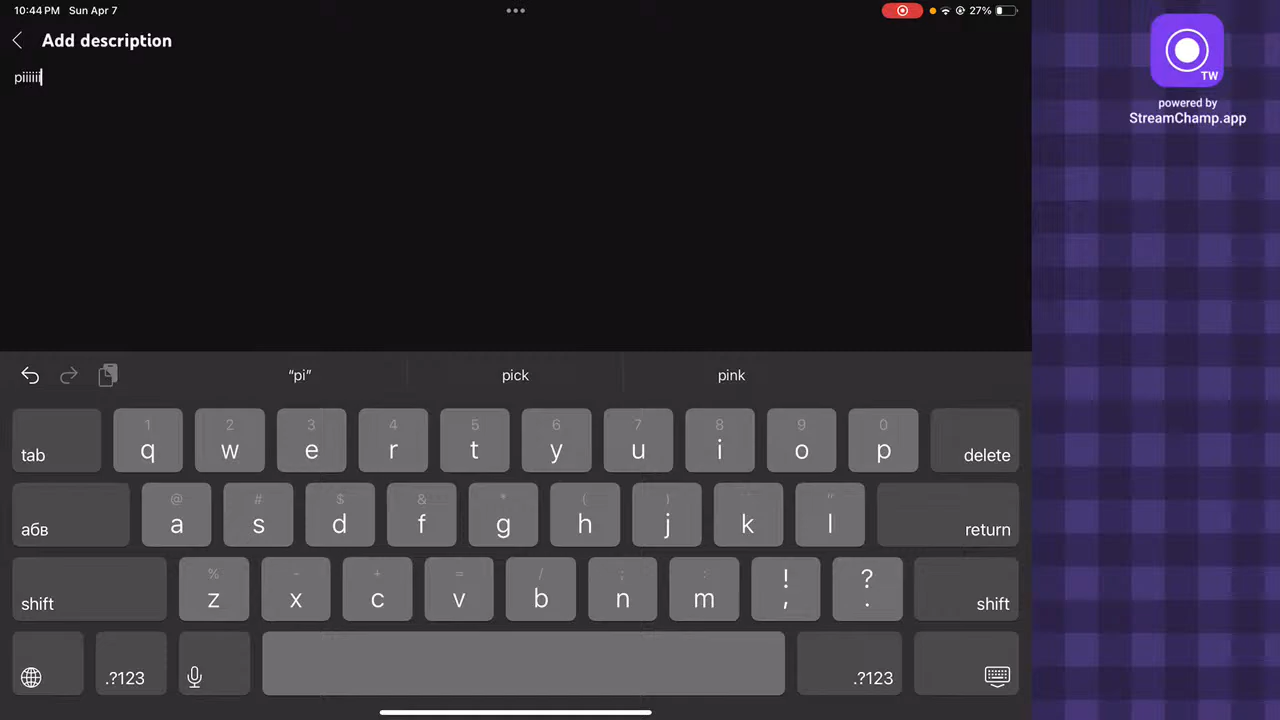 10:44 PM Sun Apr 7
27%
Add description
TW
powered by
StreamChamp.app
“pi” pick pink
1 2 3 4 5 6 7 8 9 0
tab q w e r t y u i o p delete
@ # $ & * ( ) ' "
абв a s d f g h j k l return
% - + = / ; : ! ?
shift z x c v b n m , . shift
.?123 .?123